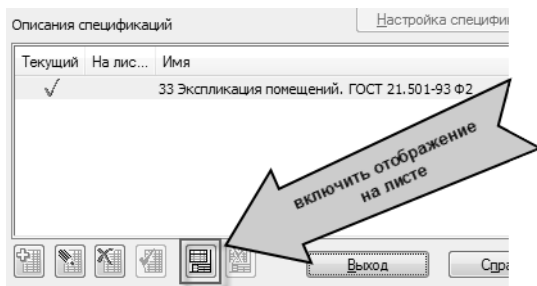 Описания спецификаций
Настройка специфи
Текущий На лис... Имя
33 Экспликация помещений. ГОСТ 21.501-93 Ф2
включить отображение
на листе
Выход Спра